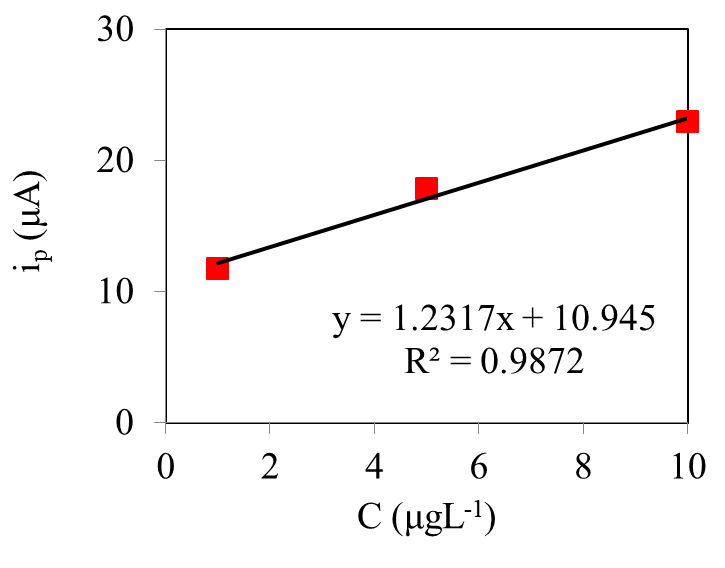 30
20
10
0
i_p (μA)
y = 1.2317x + 10.945
R² = 0.9872
0 2 4 6 8 10
C (μgL⁻¹)